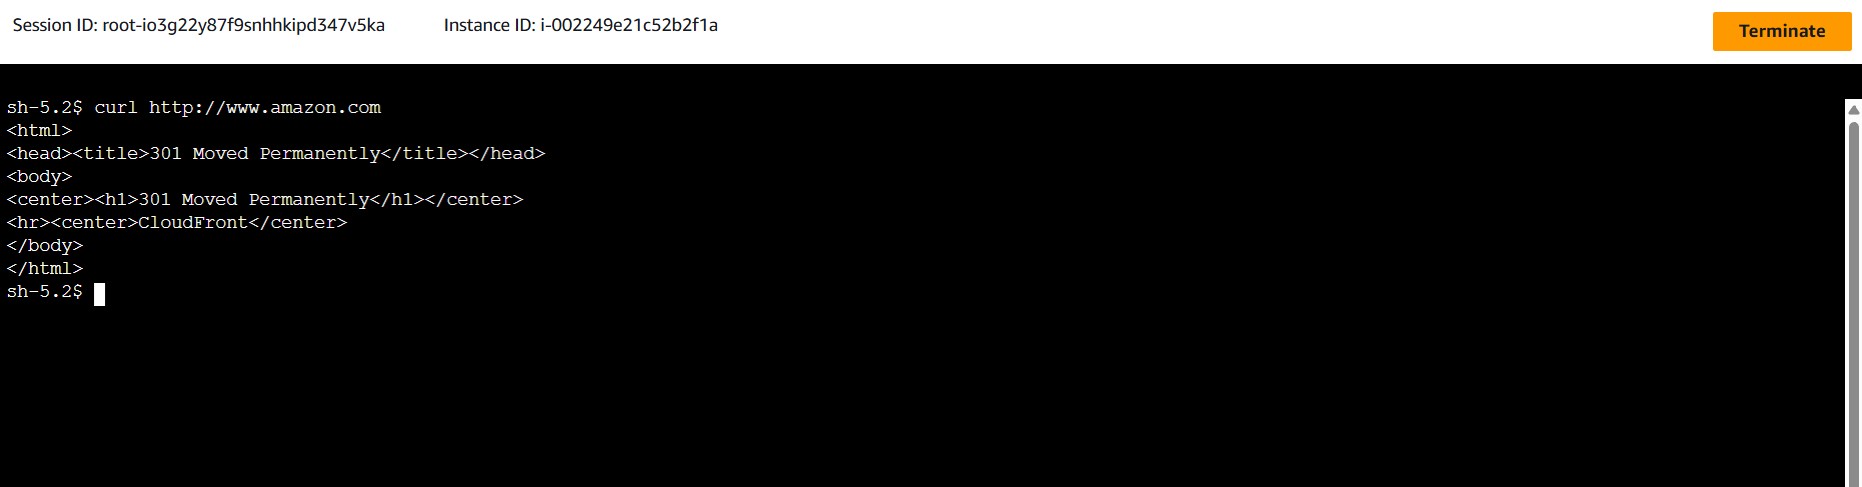 Session ID: root-io3g22y87f9snhhkipd347v5ka Instance ID: i-002249e21c52b2f1a Terminate
sh-5.2$ curl http://www.amazon.com
<html>
<head><title>301 Moved Permanently</title></head>
<body>
<center><h1>301 Moved Permanently</h1></center>
<hr><center>CloudFront</center>
</body>
</html>
sh-5.2$